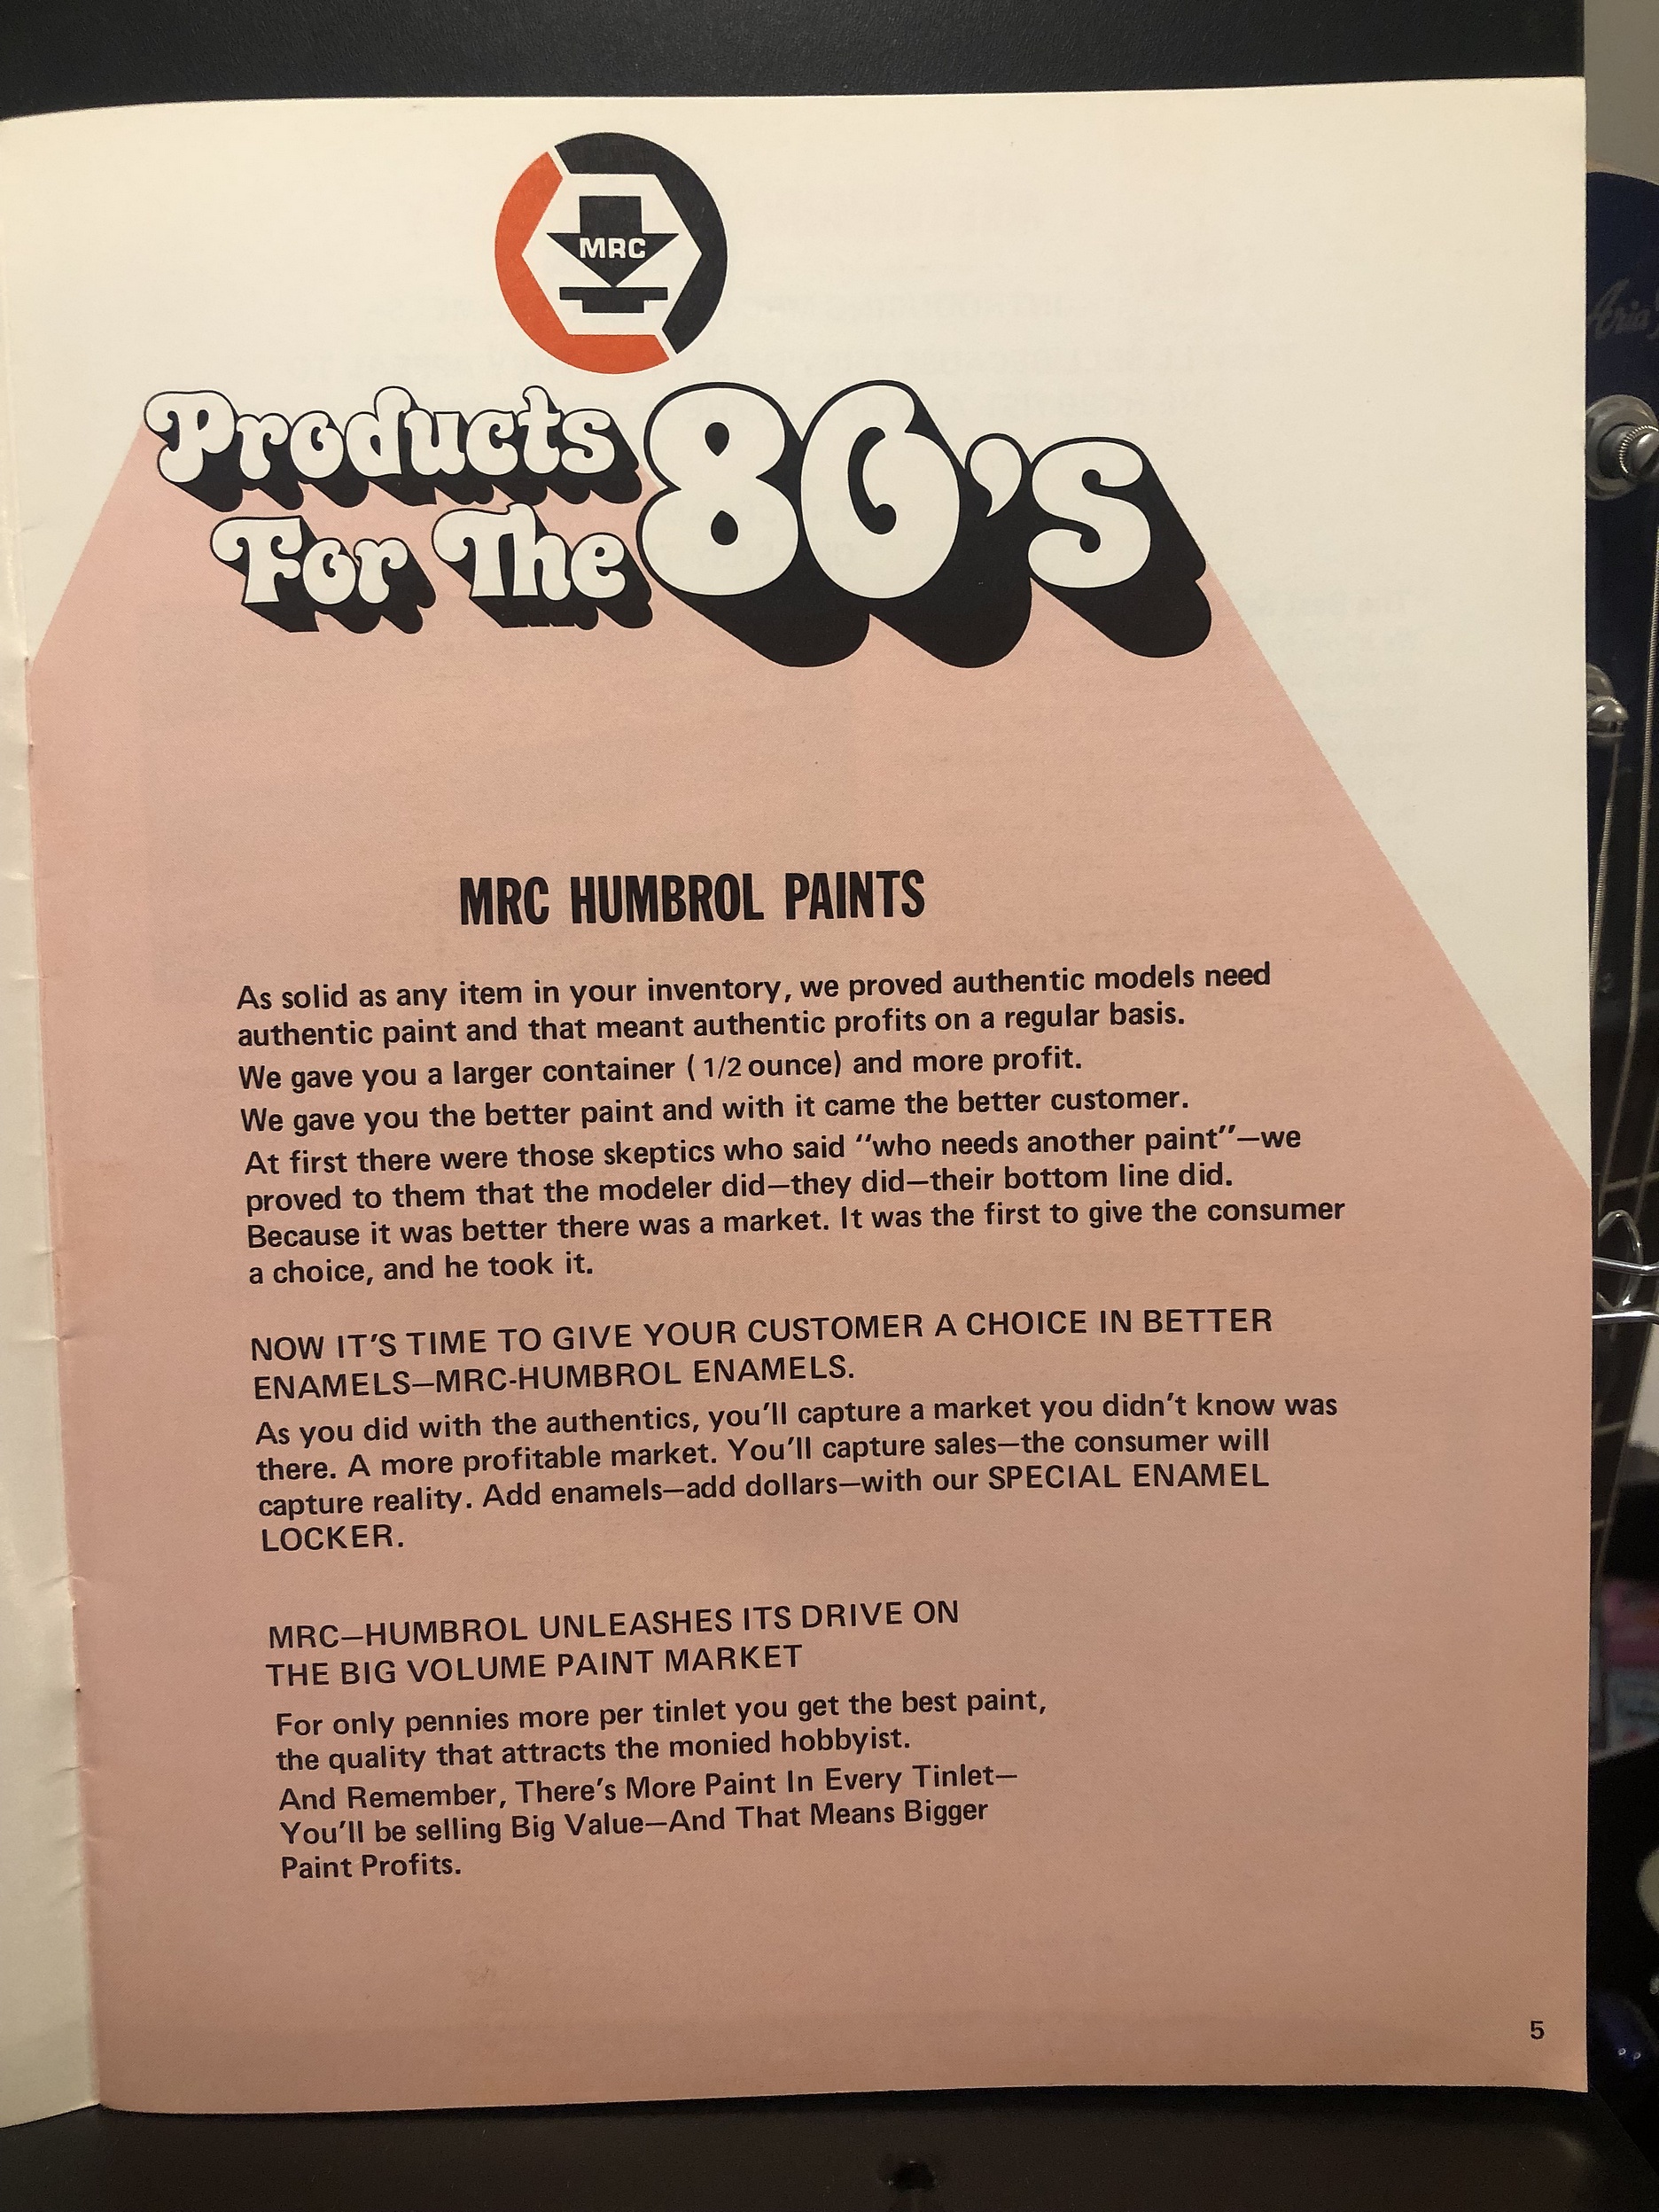 MRC
Products
For The 80's
MRC HUMBROL PAINTS
As solid as any item in your inventory, we proved authentic models need
authentic paint and that meant authentic profits on a regular basis.
We gave you a larger container ( 1/2 ounce) and more profit.
We gave you the better paint and with it came the better customer.
At first there were those skeptics who said “who needs another paint”—we
proved to them that the modeler did—they did—their bottom line did.
Because it was better there was a market. It was the first to give the consumer
a choice, and he took it.
NOW IT'S TIME TO GIVE YOUR CUSTOMER A CHOICE IN BETTER
ENAMELS—MRC-HUMBROL ENAMELS.
As you did with the authentics, you'll capture a market you didn't know was
there. A more profitable market. You'll capture sales—the consumer will
capture reality. Add enamels—add dollars—with our SPECIAL ENAMEL
LOCKER.
MRC—HUMBROL UNLEASHES ITS DRIVE ON
THE BIG VOLUME PAINT MARKET
For only pennies more per tinlet you get the best paint,
the quality that attracts the monied hobbyist.
And Remember, There's More Paint In Every Tinlet—
You'll be selling Big Value—And That Means Bigger
Paint Profits.
5
Aria